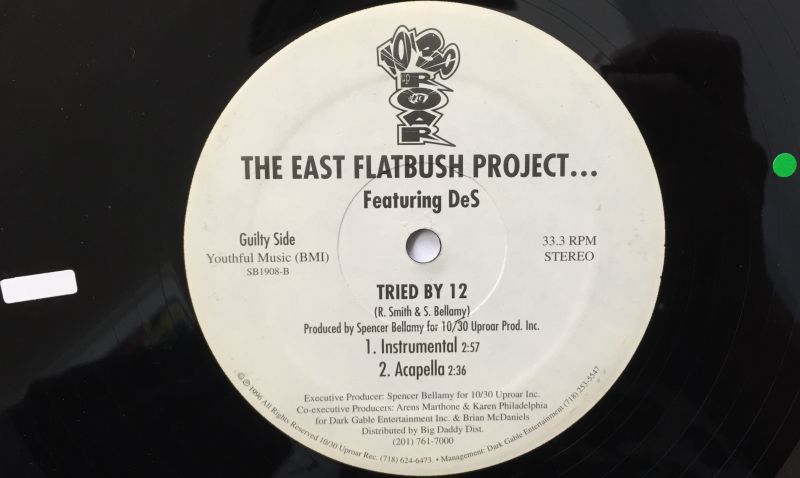 10/30
UPROAR
THE EAST FLATBUSH PROJECT...
Featuring DeS
Guilty Side
Youthful Music (BMI)
SB1908-B
33.3 RPM
STEREO
TRIED BY 12
(R. Smith & S. Bellamy)
Produced by Spencer Bellamy for 10/30 Uproar Prod. Inc.
1. Instrumental 2:57
2. Acapella 2:36
Executive Producer: Spencer Bellamy for 10/30 Uproar Inc.
Co-executive Producers: Arens Marthone & Karen Philadelphia
for Dark Gable Entertainment Inc. & Brian McDaniels
Distributed by Big Daddy Dist.
(201) 761-7000
© ℗ 1996 All Rights Reserved 10/30 Uproar Rec. (718) 624-6473. • Management: Dark Gable Entertainment (718) 253-5547